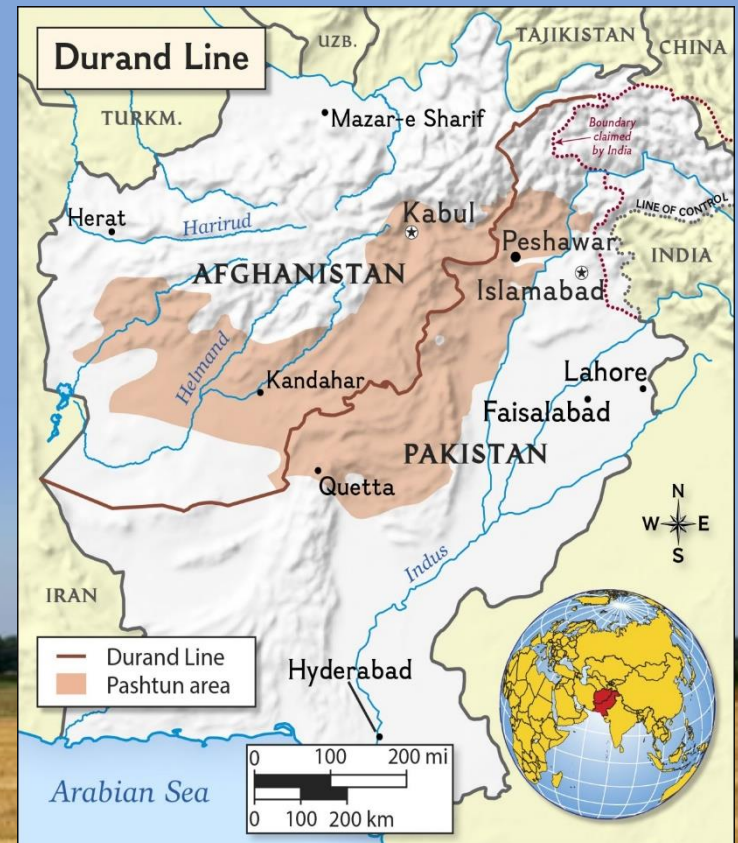 Durand Line
UZB.
TAJIKISTAN
CHINA
TURKM.
Mazar-e Sharif
Boundary
claimed
by India
Herat
Harirud
Kabul
LINE OF CONTROL
Peshawar
INDIA
AFGHANISTAN
Islamabad
Helmand
Kandahar
Lahore
Faisalabad
PAKISTAN
Quetta
N
W E
S
Indus
IRAN
Durand Line
Pashtun area
Hyderabad
0 100 200 mi
0 100 200 km
Arabian Sea